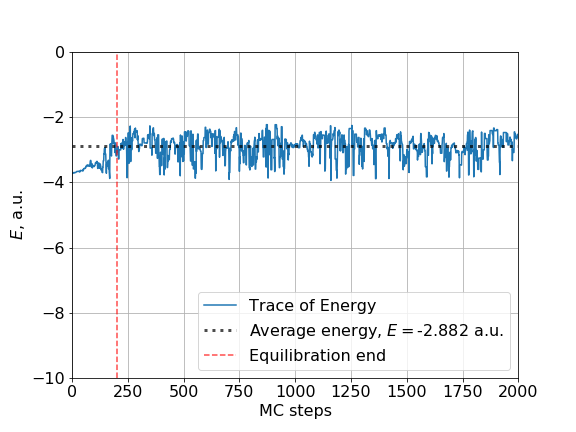 0
−2
−4
−6
−8
−10
E, a.u.
Trace of Energy
Average energy, E = -2.882 a.u.
Equilibration end
0 250 500 750 1000 1250 1500 1750 2000
MC steps